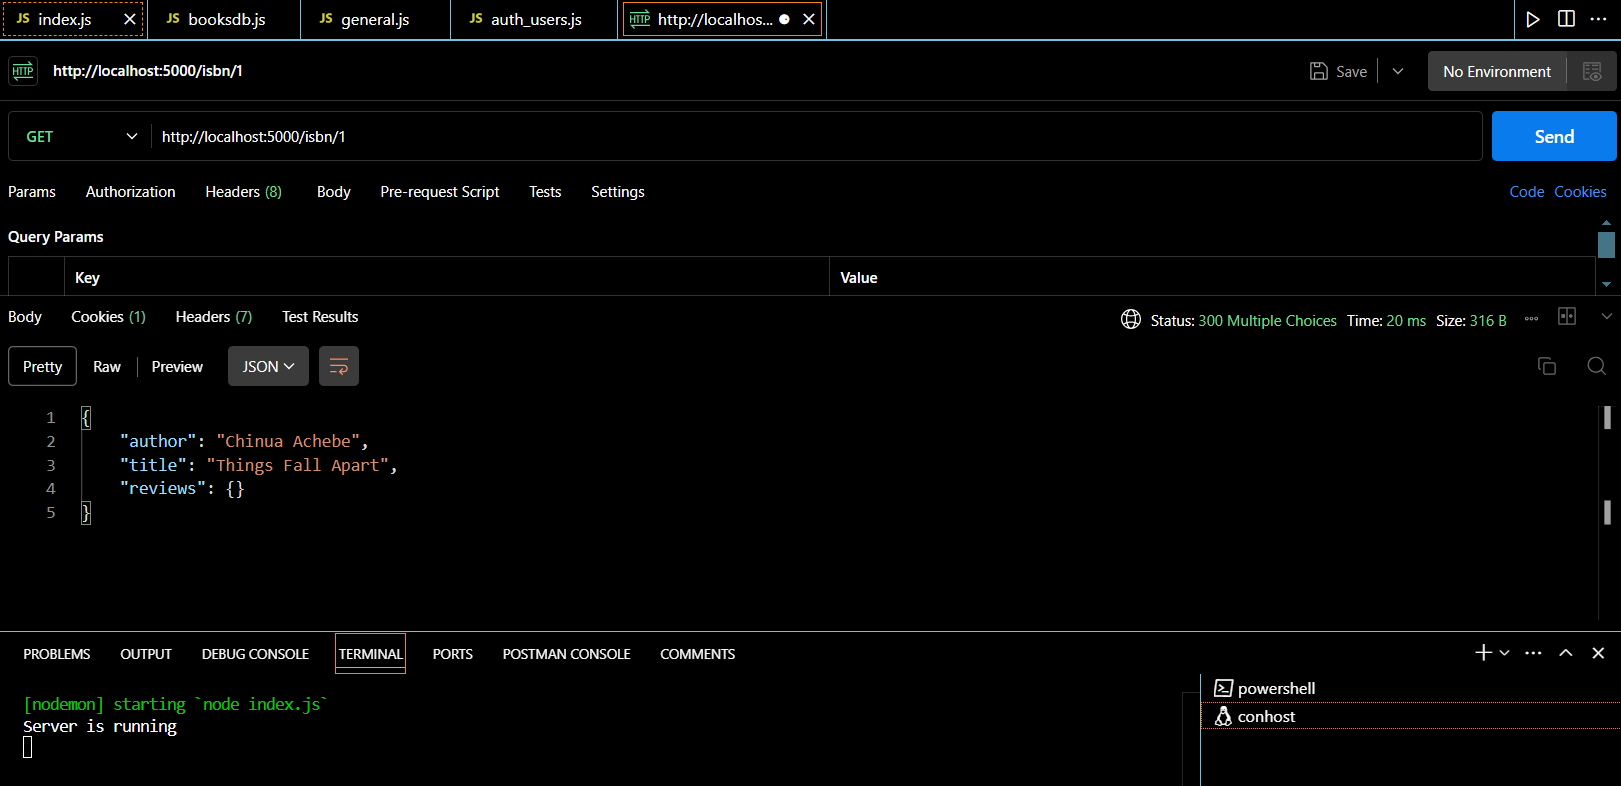 JS index.js JS booksdb.js JS general.js JS auth_users.js HTTP http://localhos...
HTTP http://localhost:5000/isbn/1 Save No Environment
GET http://localhost:5000/isbn/1 Send
Params Authorization Headers (8) Body Pre-request Script Tests Settings Code Cookies
Query Params
Key Value
Body Cookies (1) Headers (7) Test Results Status: 300 Multiple Choices Time: 20 ms Size: 316 B
Pretty Raw Preview JSON
1 {
2 "author": "Chinua Achebe",
3 "title": "Things Fall Apart",
4 "reviews": {}
5 }
PROBLEMS OUTPUT DEBUG CONSOLE TERMINAL PORTS POSTMAN CONSOLE COMMENTS
powershell
[nodemon] starting `node index.js`
conhost
Server is running